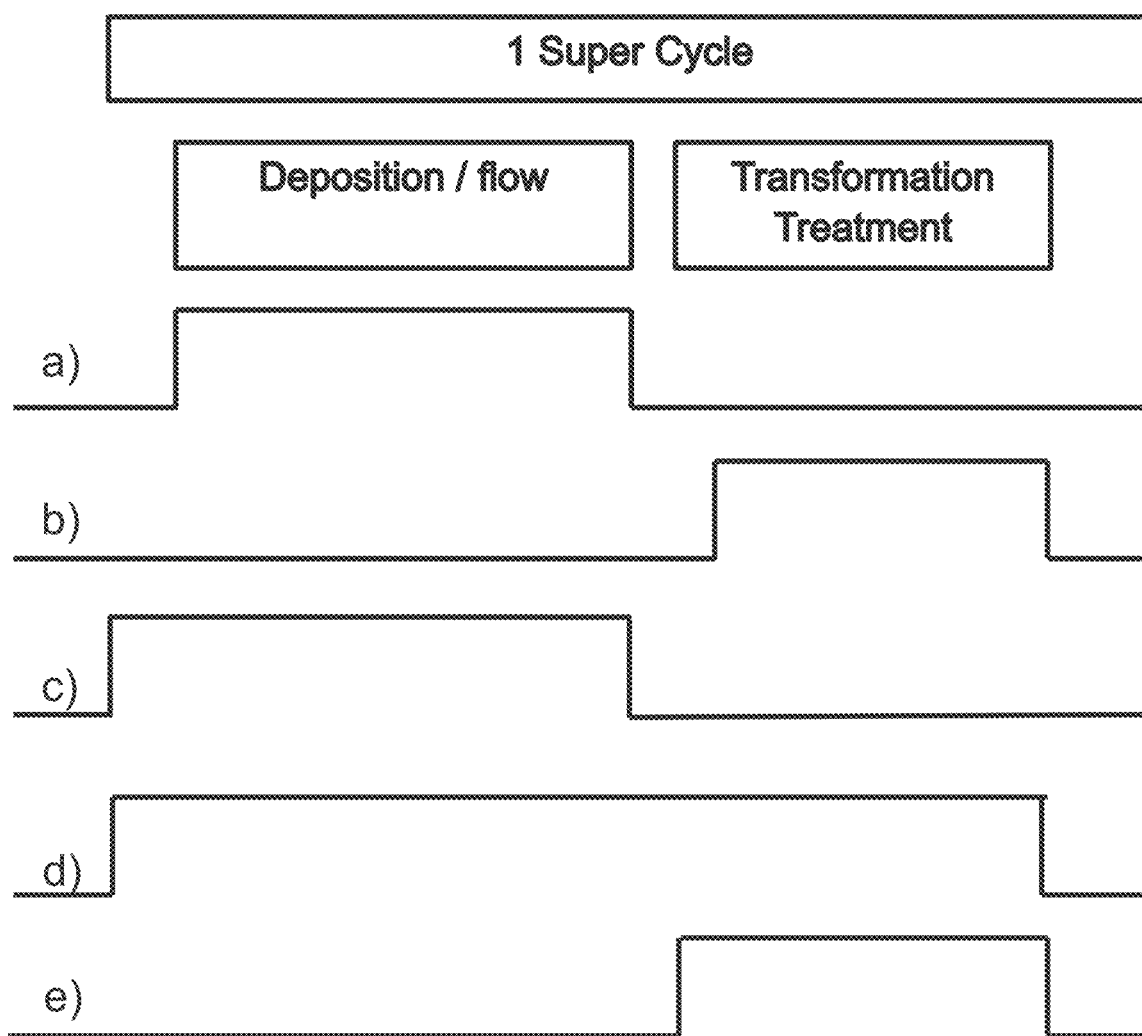 1 Super Cycle
Deposition / flow
Transformation
Treatment
a)
b)
c)
d)
e)